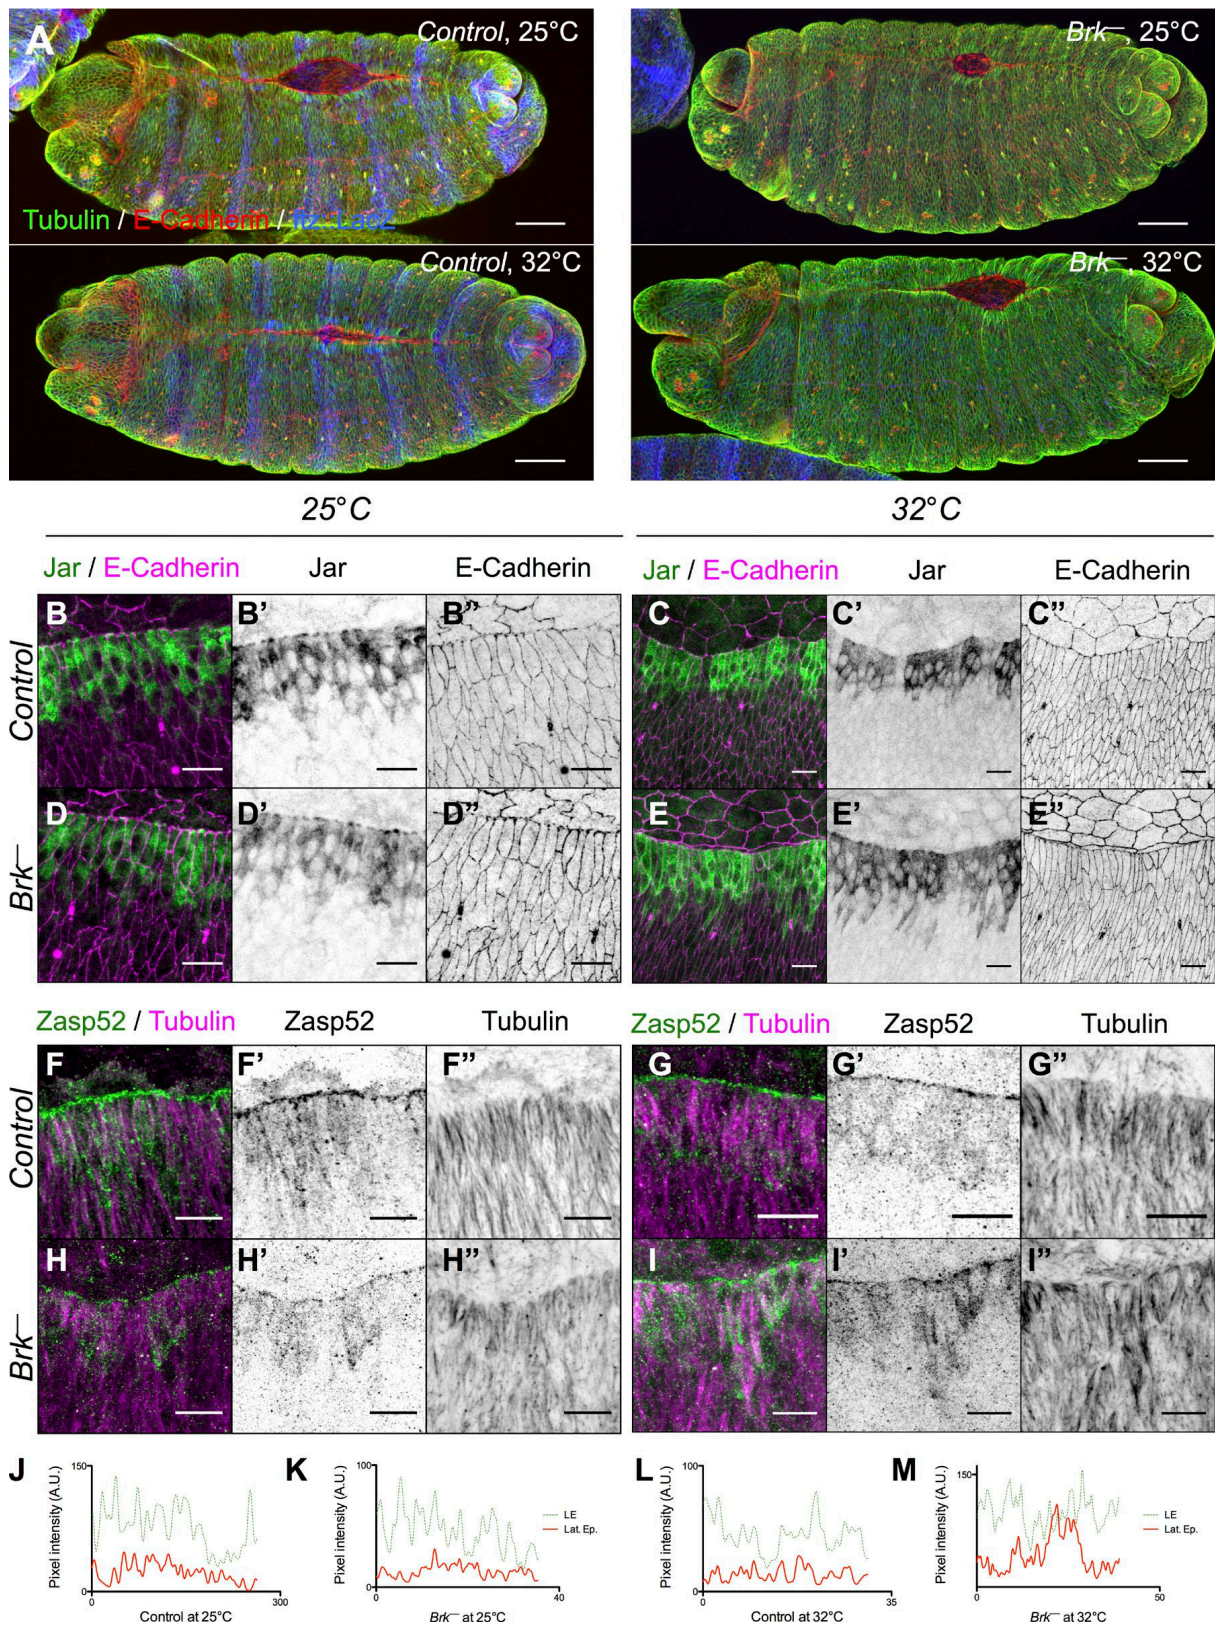 A
Control, 25°C
Brk—, 25°C
Tubulin / E-Cadherin / ftz::LacZ
Control, 32°C
Brk—, 32°C
25°C
32°C
Jar / E-Cadherin
Jar
E-Cadherin
Jar / E-Cadherin
Jar
E-Cadherin
Control
B
B’
B”
C
C’
C”
Brk—
D
D’
D”
E
E’
E”
Zasp52 / Tubulin
Zasp52
Tubulin
Zasp52 / Tubulin
Zasp52
Tubulin
Control
F
F’
F”
G
G’
G”
Brk—
H
H’
H”
I
I’
I”
J
Pixel intensity (A.U.)
150
0
0
300
Control at 25°C
K
Pixel intensity (A.U.)
100
0
0
40
Brk— at 25°C
LE
Lat. Ep.
L
Pixel intensity (A.U.)
100
0
0
35
Control at 32°C
M
Pixel intensity (A.U.)
150
0
50
Brk— at 32°C
LE
Lat. Ep.